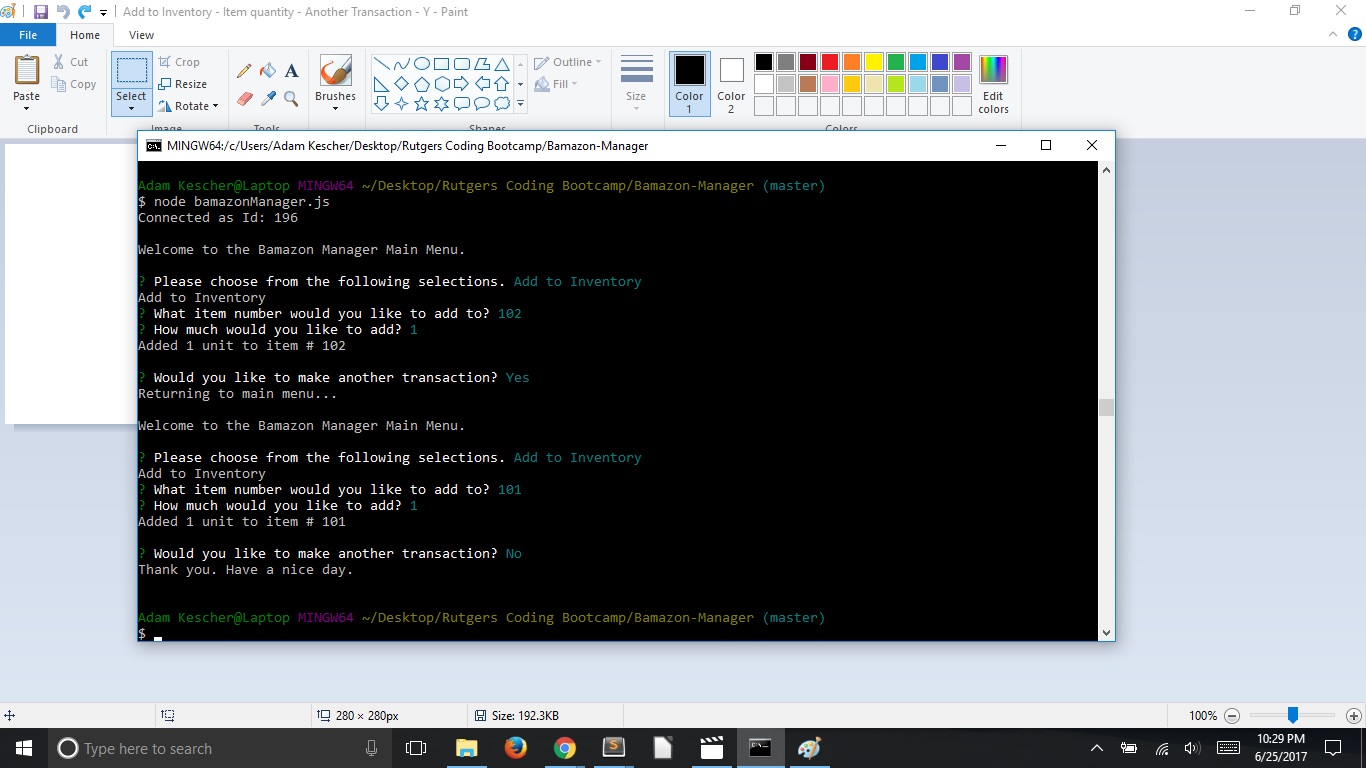 Add to Inventory - Item quantity - Another Transaction - Y - Paint
File Home View
Paste
Cut
Copy
Clipboard
Select
Crop
Resize
Rotate
Image
A
Tools
Brushes
Outline
Fill
Shapes
Size
Color 1
Color 2
Edit colors
Colors
MINGW64:/c/Users/Adam Kescher/Desktop/Rutgers Coding Bootcamp/Bamazon-Manager
Adam Kescher@Laptop MINGW64 ~/Desktop/Rutgers Coding Bootcamp/Bamazon-Manager (master)
$ node bamazonManager.js
Connected as Id: 196
Welcome to the Bamazon Manager Main Menu.
? Please choose from the following selections. Add to Inventory
Add to Inventory
? What item number would you like to add to? 102
? How much would you like to add? 1
Added 1 unit to item # 102
? Would you like to make another transaction? Yes
Returning to main menu...
Welcome to the Bamazon Manager Main Menu.
? Please choose from the following selections. Add to Inventory
Add to Inventory
? What item number would you like to add to? 101
? How much would you like to add? 1
Added 1 unit to item # 101
? Would you like to make another transaction? No
Thank you. Have a nice day.
Adam Kescher@Laptop MINGW64 ~/Desktop/Rutgers Coding Bootcamp/Bamazon-Manager (master)
$
280 × 280px
Size: 192.3KB
100%
Type here to search
10:29 PM
6/25/2017